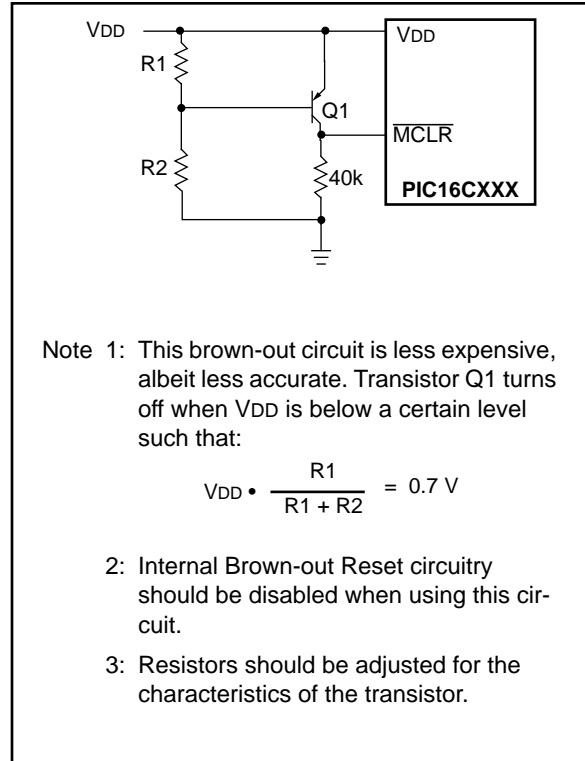 VDD
VDD
R1
Q1
MCLR
R2
40k
PIC16CXXX
Note 1: This brown-out circuit is less expensive,
albeit less accurate. Transistor Q1 turns
off when VDD is below a certain level
such that:
VDD • R1 / R1 + R2 = 0.7 V
2: Internal Brown-out Reset circuitry
should be disabled when using this cir-
cuit.
3: Resistors should be adjusted for the
characteristics of the transistor.